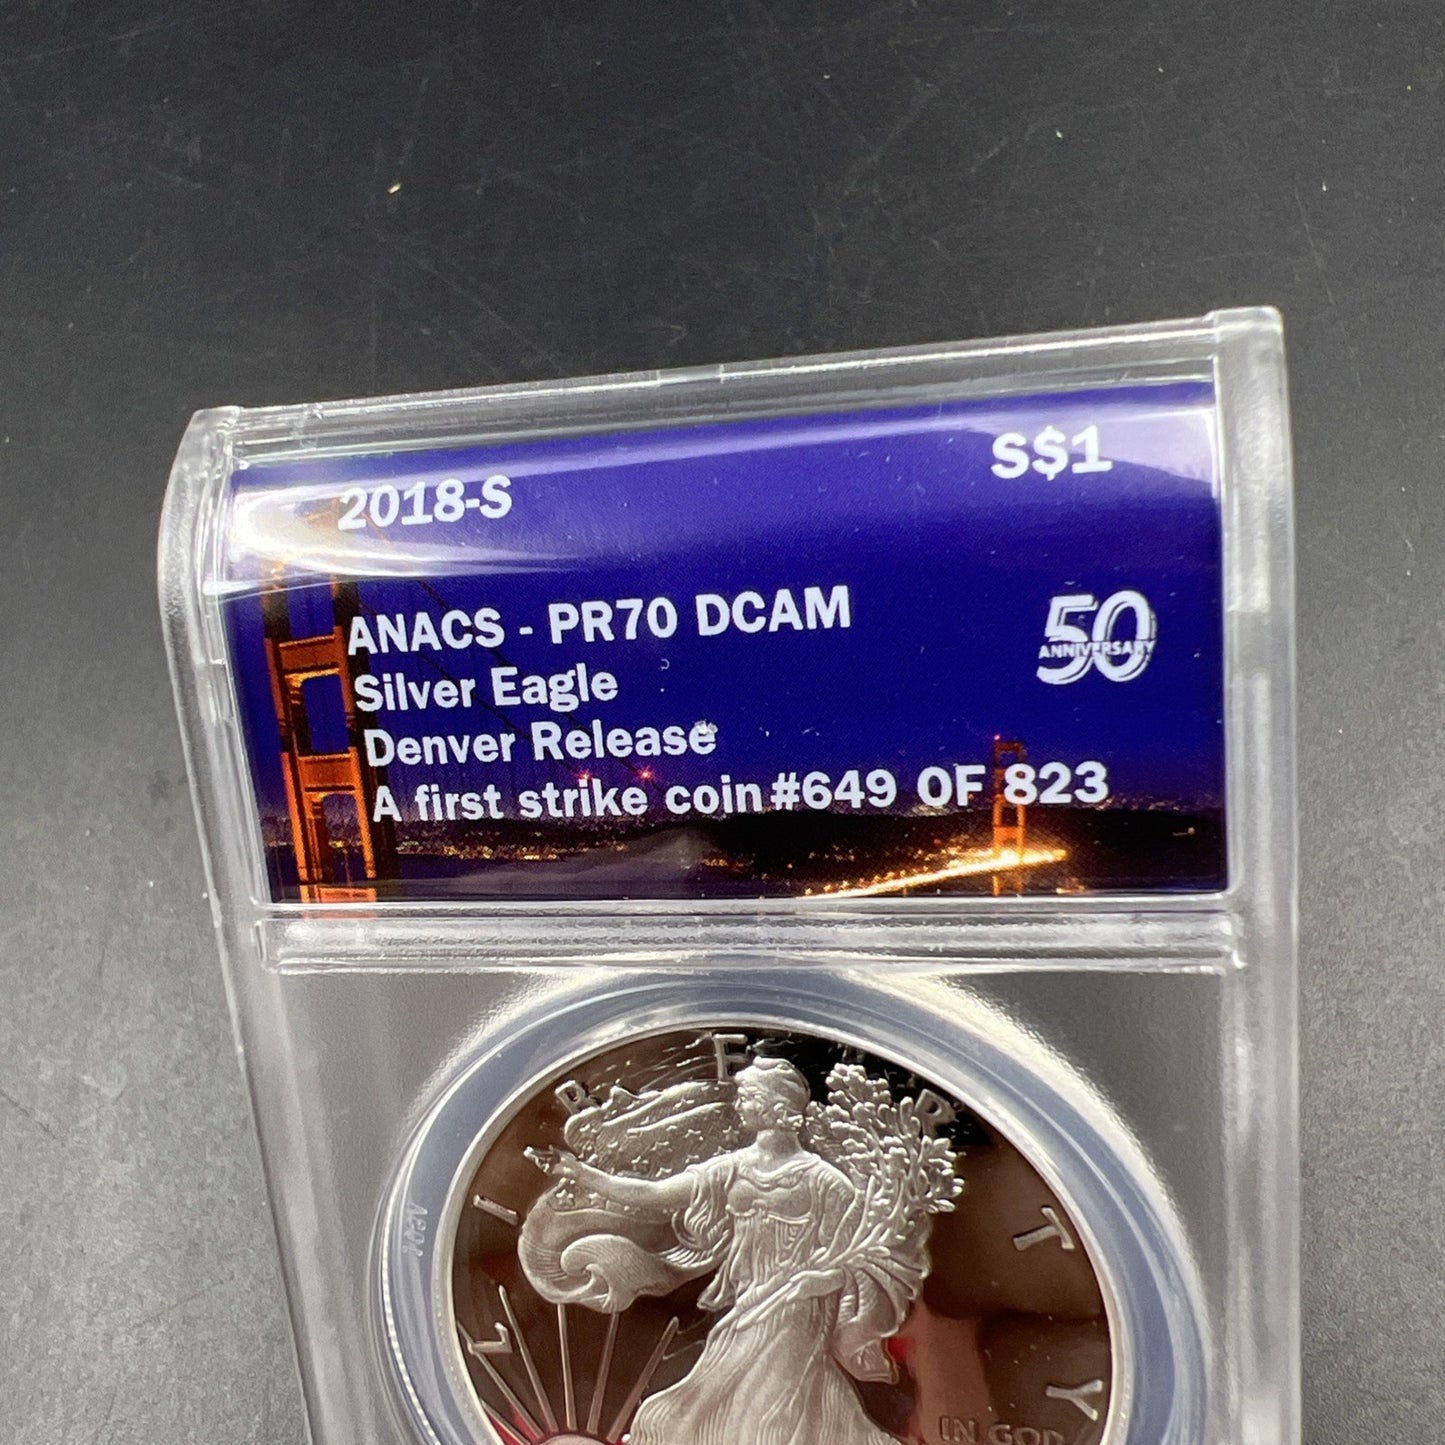 2018-S
S$1
ANACS - PR70 DCAM
50
ANNIVERSARY
Silver Eagle
Denver Release
A first strike coin #649 OF 823
LIBERTY
IN GOD